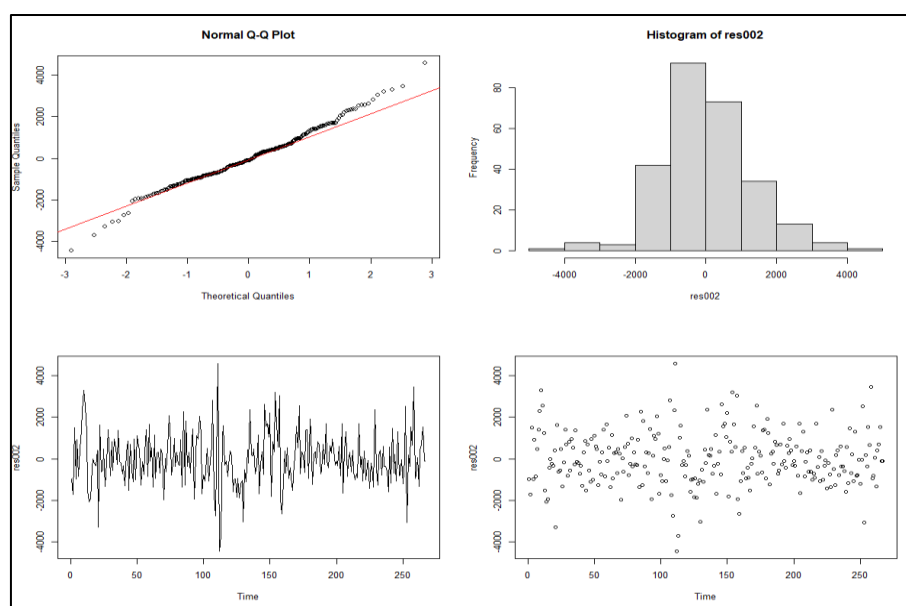 Normal Q-Q Plot
Sample Quantiles
-4000 -2000 0 2000 4000
-3 -2 -1 0 1 2 3
Theoretical Quantiles
Histogram of res002
Frequency
0 20 40 60 80
-4000 -2000 0 2000 4000
res002
res002
-4000 -2000 0 2000 4000
0 50 100 150 200 250
Time
res002
-4000 -2000 0 2000 4000
0 50 100 150 200 250
Time